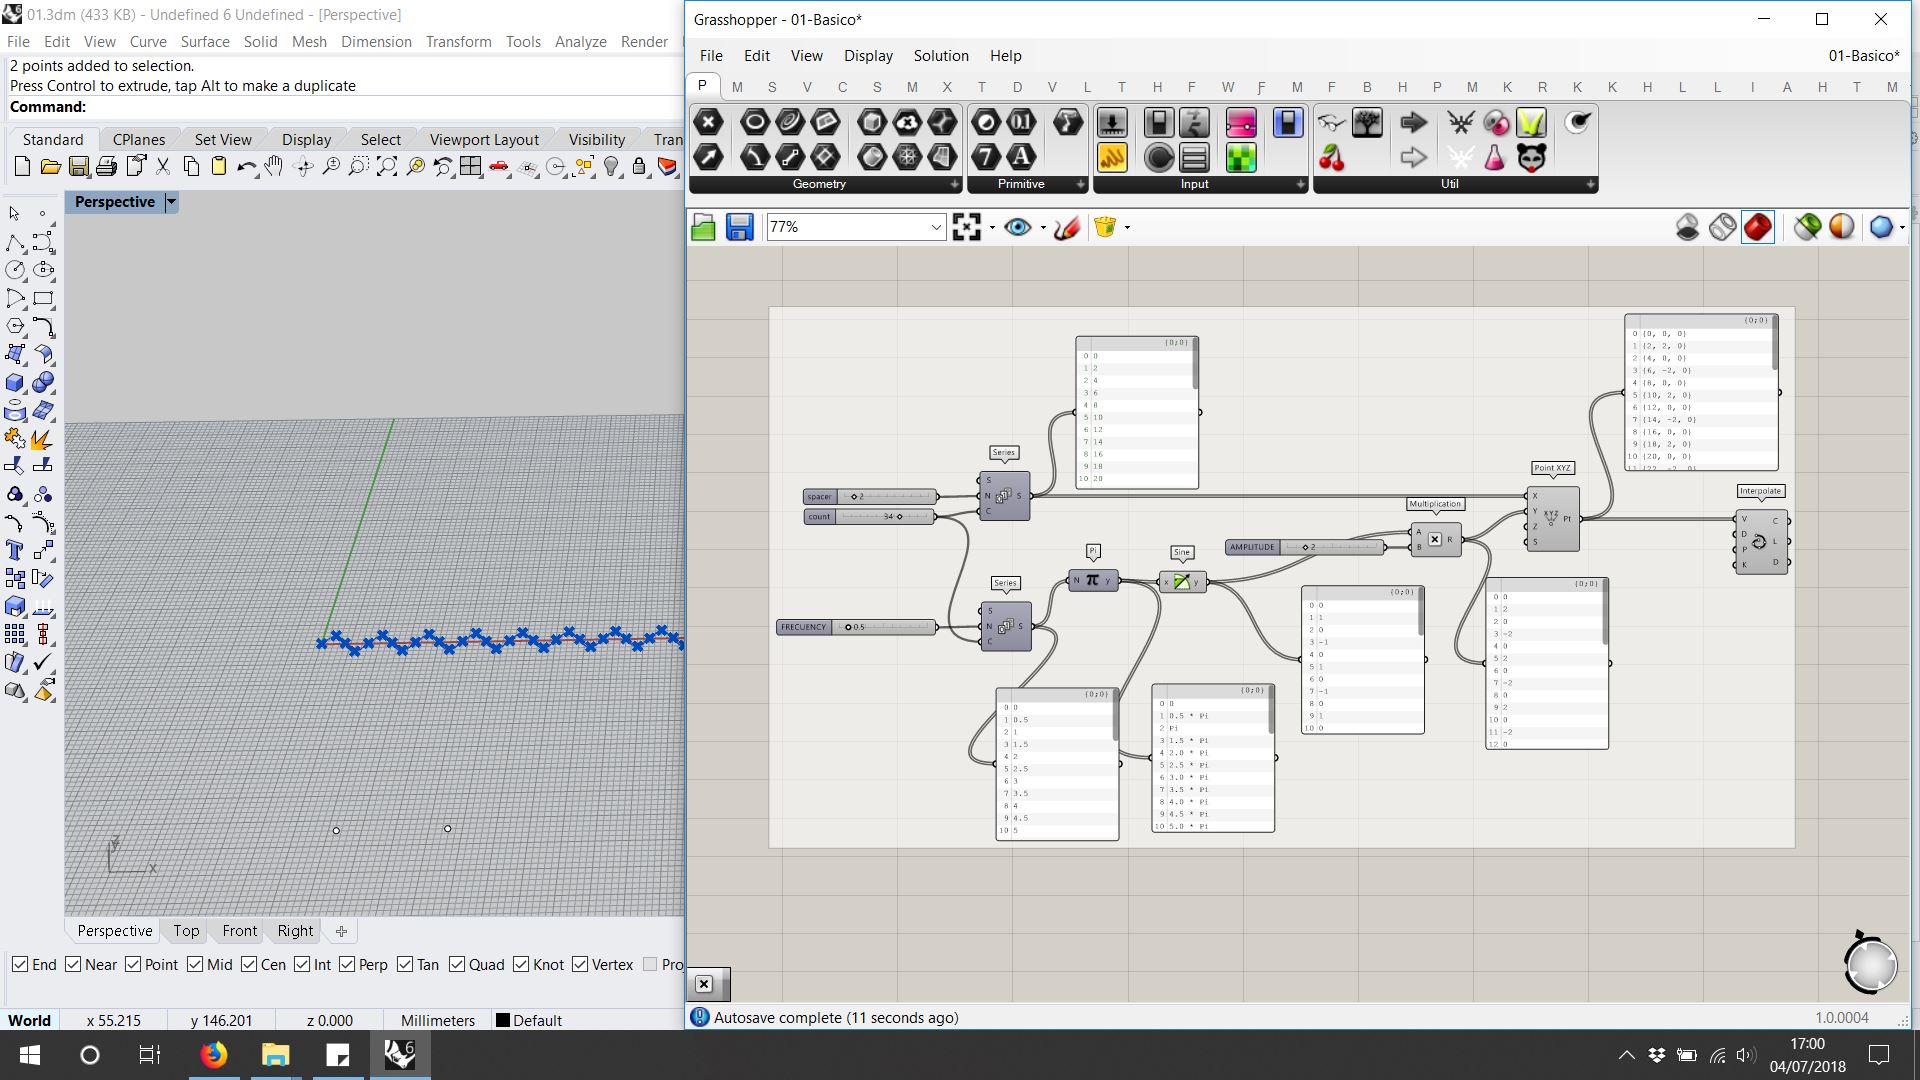 01.3dm (433 KB) - Undefined 6 Undefined - [Perspective]
File Edit View Curve Surface Solid Mesh Dimension Transform Tools Analyze Render
2 points added to selection.
Press Control to extrude, tap Alt to make a duplicate
Command:
Standard CPlanes Set View Display Select Viewport Layout Visibility Tran
Perspective
z
x
Perspective Top Front Right
End Near Point Mid Cen Int Perp Tan Quad Knot Vertex Pro
World x 55.215 y 146.201 z 0.000 Millimeters Default
Grasshopper - 01-Basico*
File Edit View Display Solution Help 01-Basico*
P M S V C S M X T D V L T H F W F M F B H P M K R K K H L L I A H T M
Geometry Primitive Input Util
77%
{0;0}
0 0
1 2
2 4
3 6
4 8
5 10
6 12
7 14
8 16
9 18
10 20
{0;0}
0 {0, 0, 0}
1 {2, 2, 0}
2 {4, 0, 0}
3 {6, -2, 0}
4 {8, 0, 0}
5 {10, 2, 0}
6 {12, 0, 0}
7 {14, -2, 0}
8 {16, 0, 0}
9 {18, 2, 0}
10 {20, 0, 0}
11 {22, -2, 0}
Series
spacer 2
count 34
S
N S
C
Point XYZ
X
Y
Z
S
XYZ
Pt
Interpolate
V C
D L
P
K D
Multiplication
A
B R
AMPLITUDE 2
Pi
N π y
Sine
x y
Series
FRECUENCY 0.5
S
N S
C
{0;0}
0 0
1 0.5
2 1
3 1.5
4 2
5 2.5
6 3
7 3.5
8 4
9 4.5
10 5
{0;0}
0 0
1 0.5 * Pi
2 Pi
3 1.5 * Pi
4 2.0 * Pi
5 2.5 * Pi
6 3.0 * Pi
7 3.5 * Pi
8 4.0 * Pi
9 4.5 * Pi
10 5.0 * Pi
{0;0}
0 0
1 1
2 0
3 -1
4 0
5 1
6 0
7 -1
8 0
9 1
10 0
{0;0}
0 0
1 2
2 0
3 -2
4 0
5 2
6 0
7 -2
8 0
9 2
10 0
11 -2
12 0
Autosave complete (11 seconds ago) 1.0.0004
17:00
04/07/2018